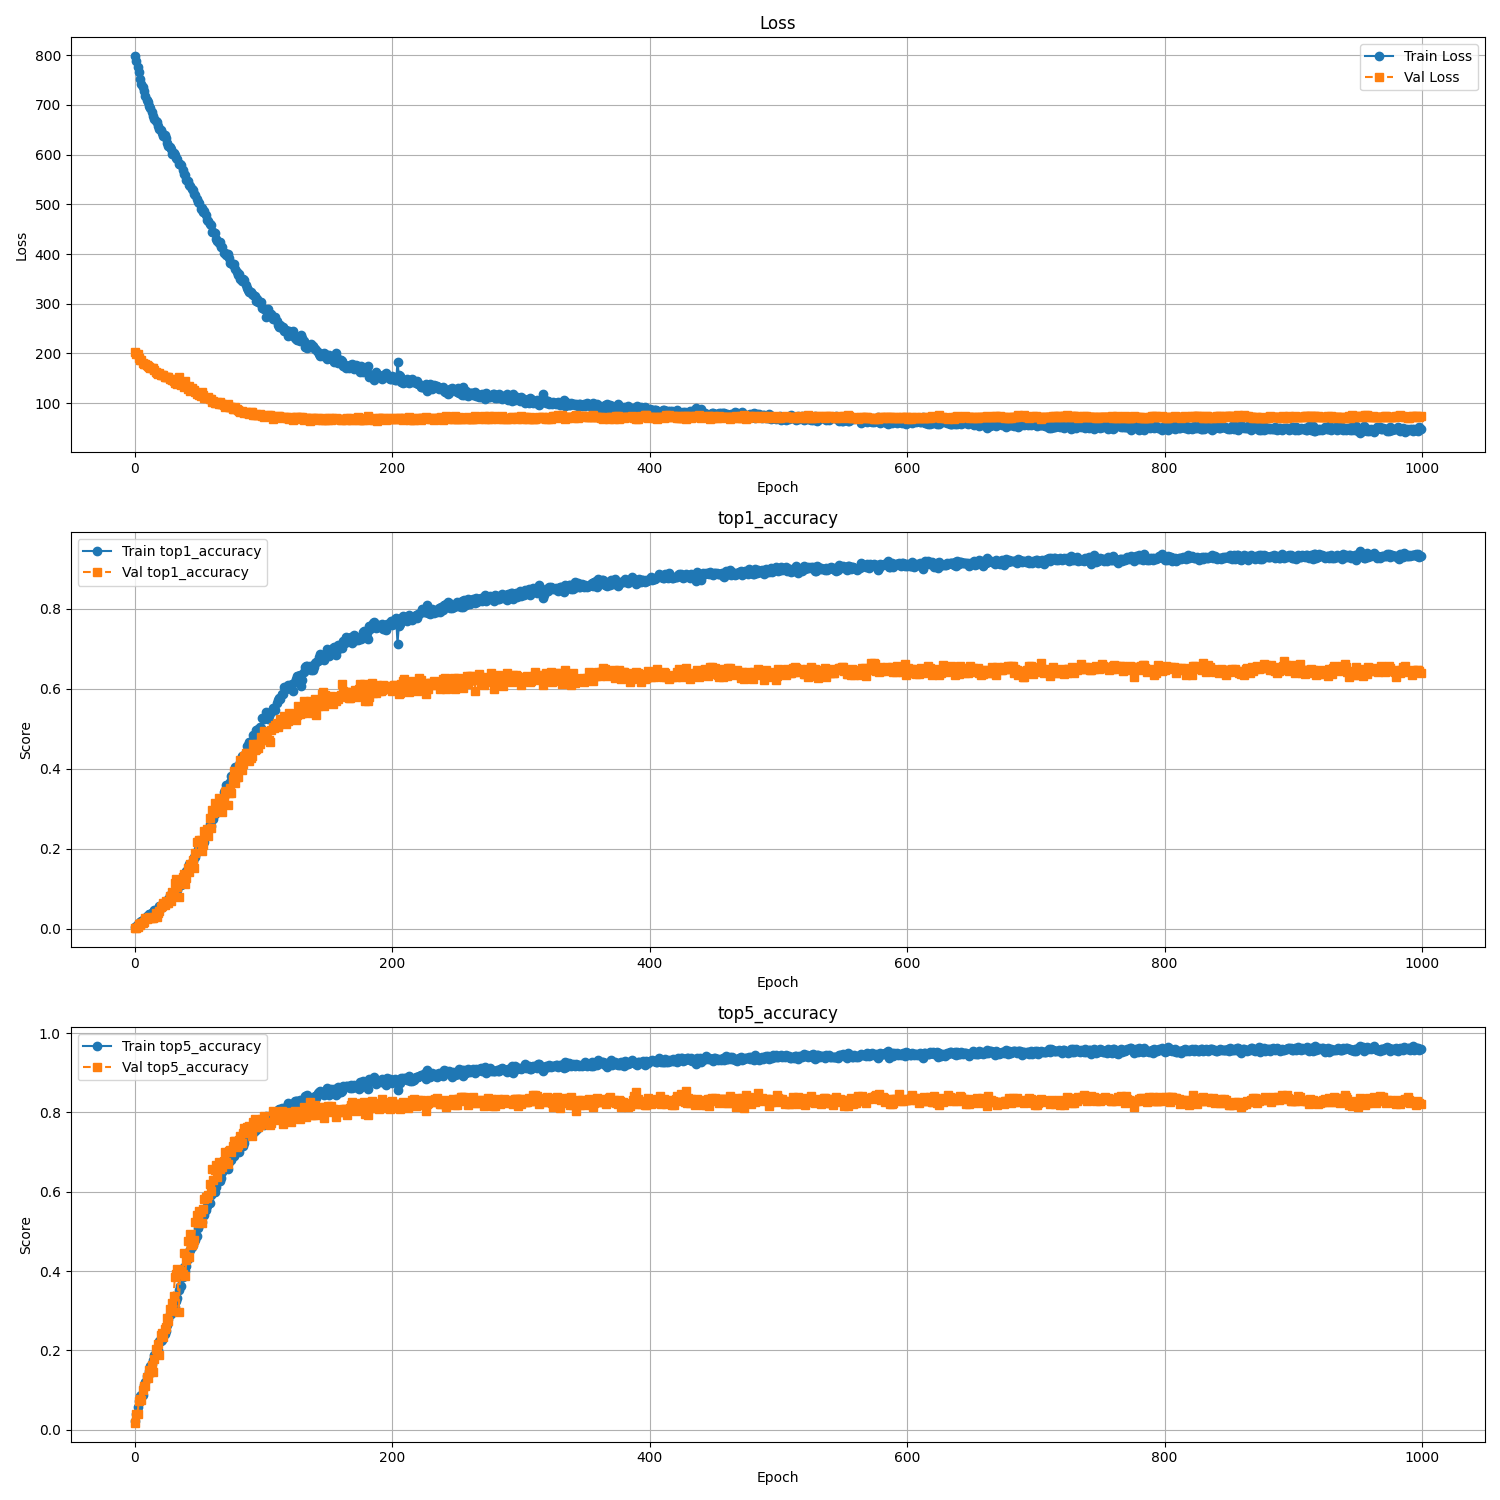 Loss
Train Loss
Val Loss
800
700
600
500
400
300
200
100
Loss
0 200 400 600 800 1000
Epoch
top1_accuracy
Train top1_accuracy
Val top1_accuracy
0.8
0.6
0.4
0.2
0.0
Score
0 200 400 600 800 1000
Epoch
top5_accuracy
Train top5_accuracy
Val top5_accuracy
1.0
0.8
0.6
0.4
0.2
0.0
Score
0 200 400 600 800 1000
Epoch